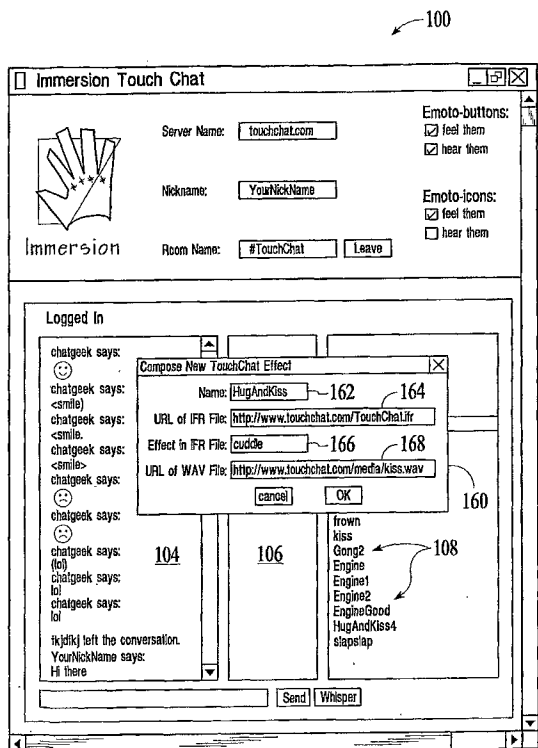 100
Immersion Touch Chat
Server Name: touchchat.com
Nickname: YourNickName
Room Name: #TouchChat Leave
Emoto-buttons:
feel them
hear them
Emoto-icons:
feel them
hear them
Immersion
Logged In
chatgeek says:
chatgeek says:
<smile)
chatgeek says:
<smile.
chatgeek says:
<smile>
chatgeek says:
chatgeek says:
chatgeek says:
(lol)
chatgeek says:
lol
chatgeek says:
lol
fkjdlkj left the conversation.
YourNickName says:
Hi there
104
106
Compose New TouchChat Effect
Name: HugAndKiss 162 164
URL of IFR File: http://www.touchchat.com/TouchChat.ifr
Effect in IFR File: cuddle 166 168
URL of WAV File: http://www.touchchat.com/media/kiss.wav
cancel OK
160
frown
kiss
Gong2
Engine
Engine1
Engine2
EngineGood
HugAndKiss4
slapslap
108
Send Whisper